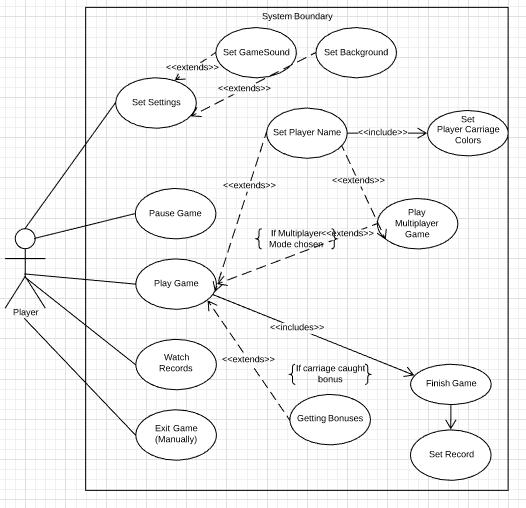 System Boundary
Set GameSound
Set Background
<<extends>>
<<extends>>
Set Settings
Set Player Name
<<include>>
Set
Player Carriage
Colors
<<extends>>
<<extends>>
Pause Game
Play
Multiplayer
Game
{ If Multiplayer
Mode chosen }
<<extends>>
Play Game
Player
<<includes>>
Watch
Records
<<extends>>
{If carriage caught
bonus }
Finish Game
Getting Bonuses
Exit Game
(Manually)
Set Record